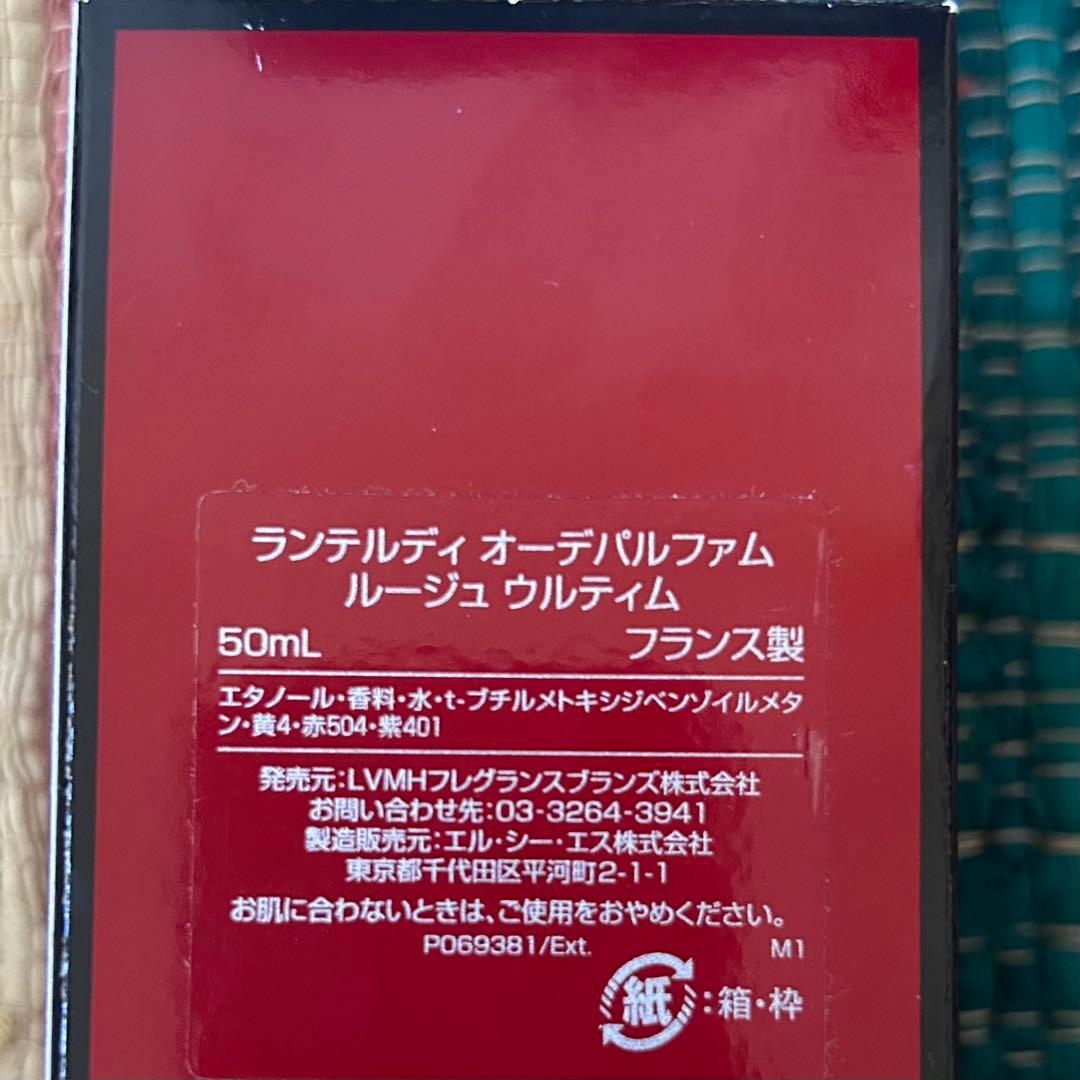 ランテルディ オーデパルファム
ルージュ ウルティム
50mL フランス製
エタノール・香料・水・t-ブチルメトキシジベンゾイルメタ
ン・黄4・赤504・紫401
発売元：LVMHフレグランスブランズ株式会社
お問い合わせ先：03-3264-3941
製造販売元：エル・シー・エス株式会社
東京都千代田区平河町2-1-1
お肌に合わないときは、ご使用をおやめください。
P069381/Ext. M1
紙：箱・枠